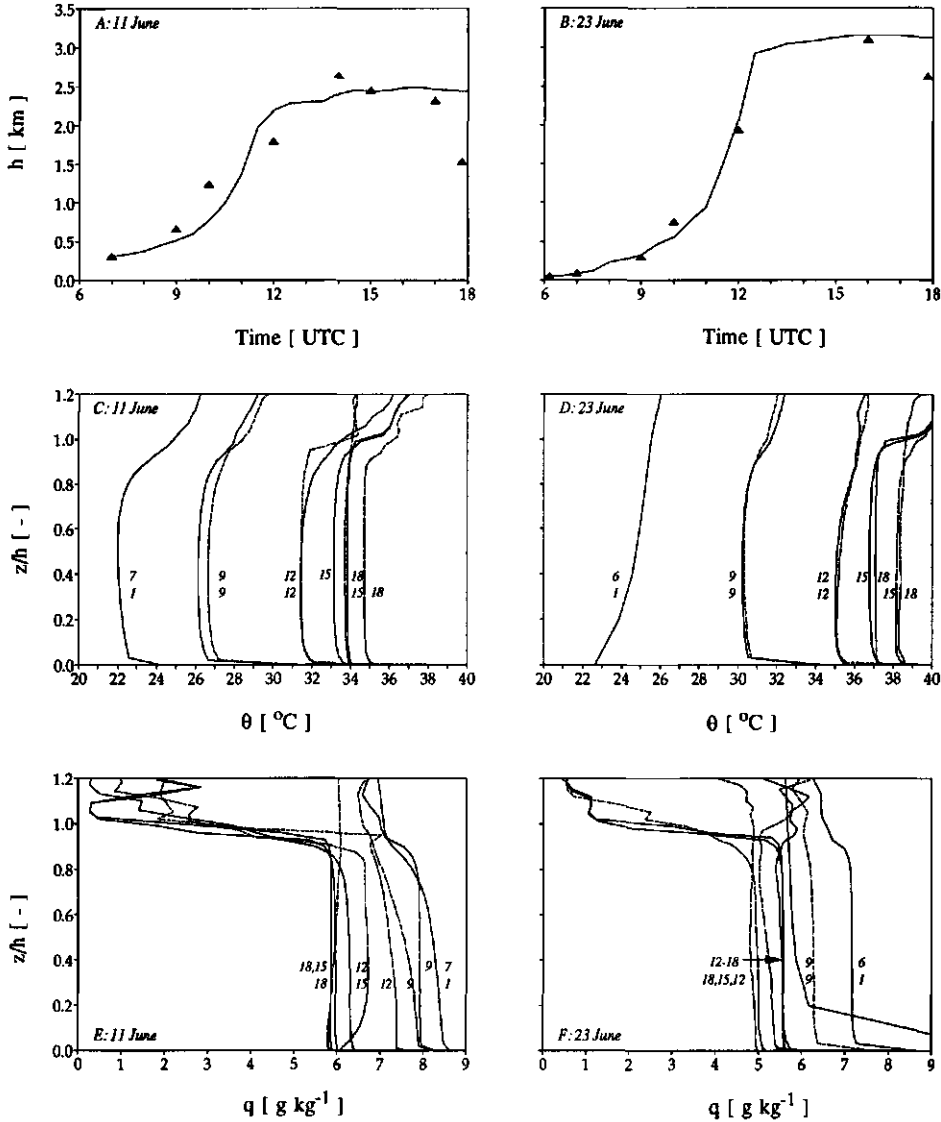 A: 11 June
B: 23 June
3.5
3.0
2.5
2.0
1.5
1.0
0.5
0.0
h [ km ]
6 9 12 15 18
6 9 12 15 18
Time [ UTC ]
Time [ UTC ]
C: 11 June
D: 23 June
1.2
1.0
0.8
0.6
0.4
0.2
0.0
z/h [ - ]
7 9 12 15 18
1 9 12 15 18
6 9 12 15 18
1 9 12 15 18
20 22 24 26 28 30 32 34 36 38 40
20 22 24 26 28 30 32 34 36 38 40
θ [ °C ]
θ [ °C ]
1.2
1.0
0.8
0.6
0.4
0.2
0.0
z/h [ - ]
18,15 12 9 7
18 15 12 9 1
12-18 9 6
18,15,12 9 1
E: 11 June
F: 23 June
0 1 2 3 4 5 6 7 8 9
0 1 2 3 4 5 6 7 8 9
q [ g kg⁻¹ ]
q [ g kg⁻¹ ]